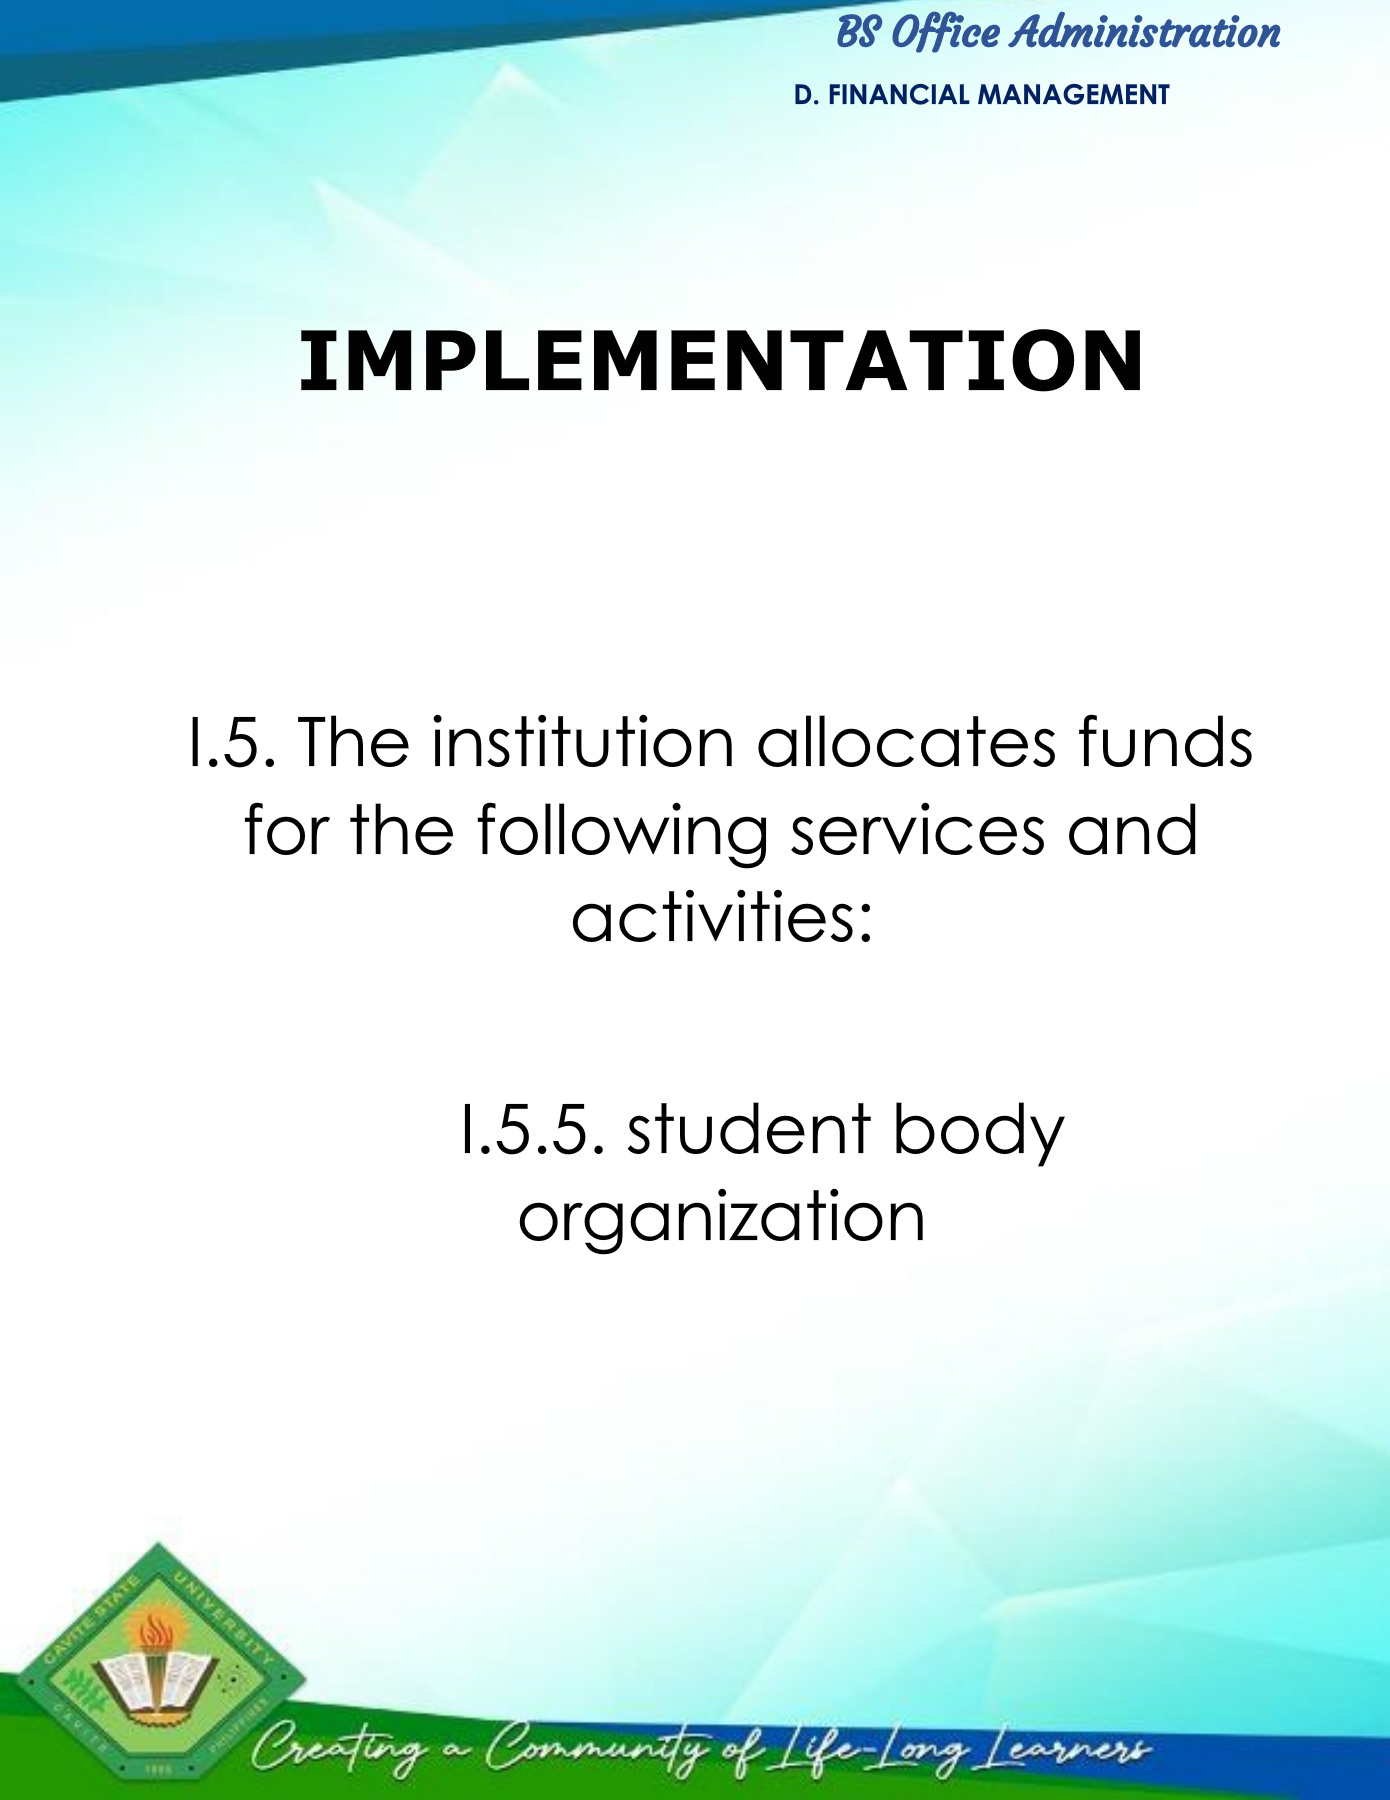 BS Office Administration
D. FINANCIAL MANAGEMENT
IMPLEMENTATION
I.5. The institution allocates funds
for the following services and
activities:
I.5.5. student body
organization
CAVITE STATE UNIVERSITY
CAVITE
PHILIPPINES
1906
Creating a Community of Life-Long Learners